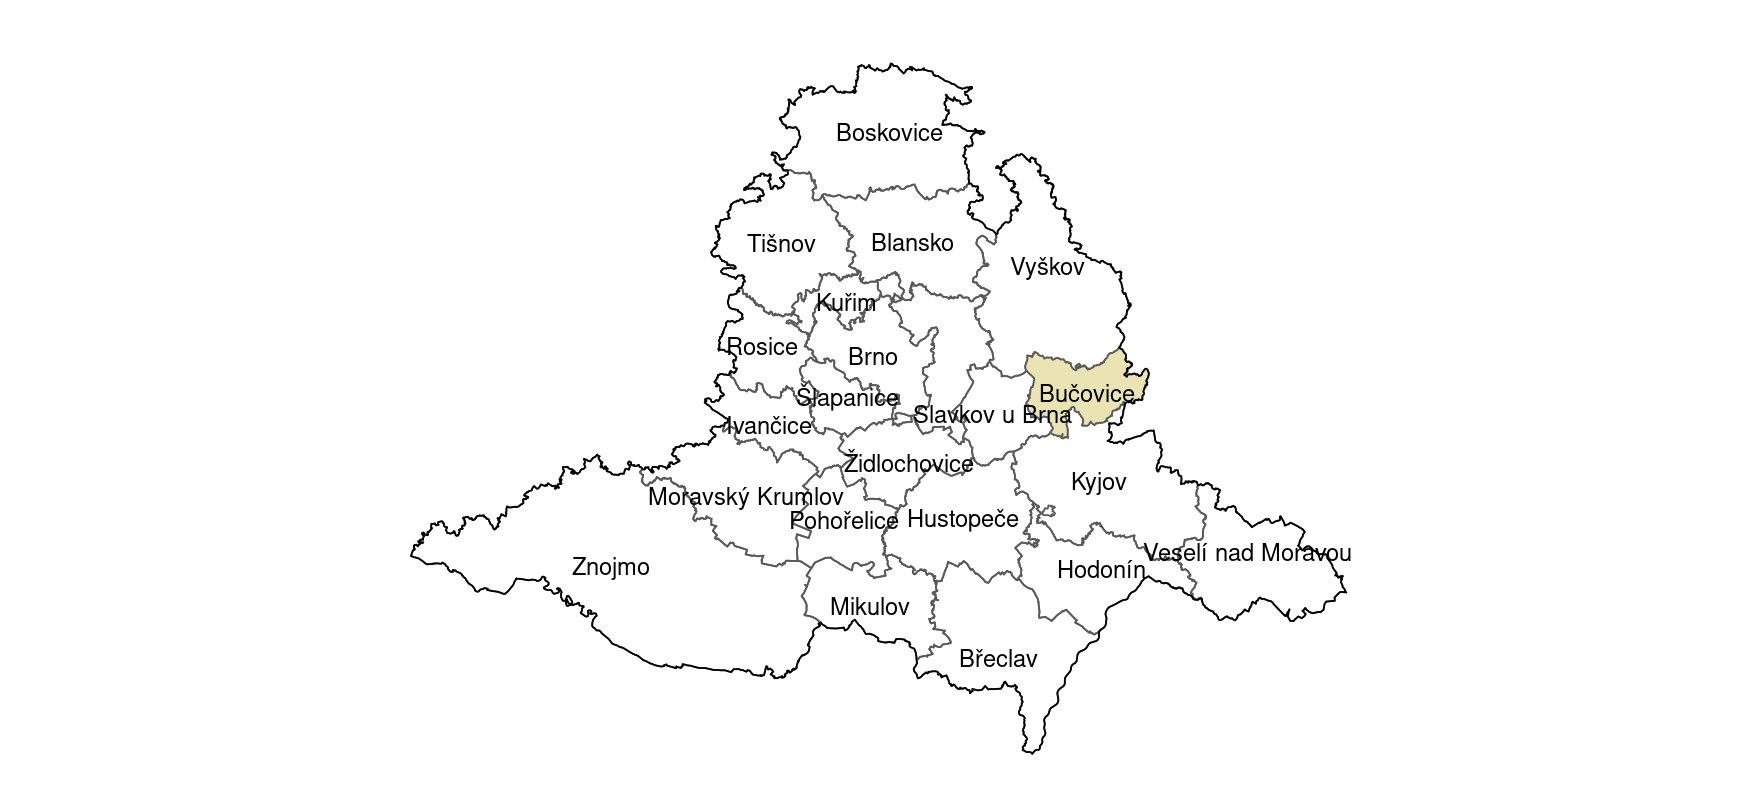 Boskovice
Tišnov
Blansko
Vyškov
Kuřim
Rosice
Brno
Šlapanice
Bučovice
Slavkov u Brna
Ivančice
Židlochovice
Kyjov
Moravský Krumlov
Pohořelice
Hustopeče
Veselí nad Moravou
Znojmo
Hodonín
Mikulov
Břeclav